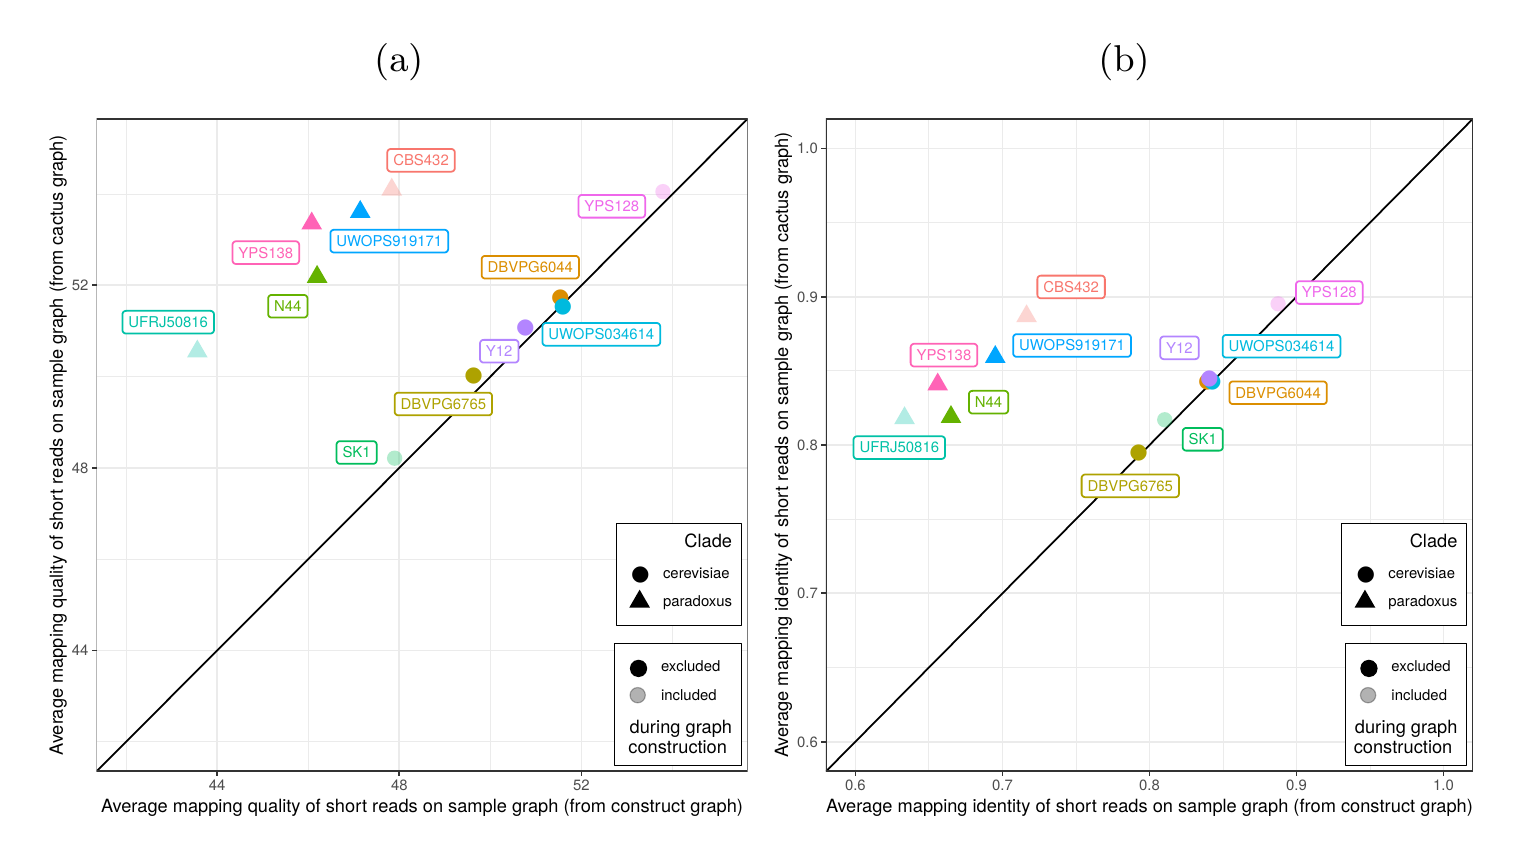 (a)
(b)
Average mapping quality of short reads on sample graph (from cactus graph)
52
48
44
CBS432
YPS128
UWOPS919171
YPS138
DBVPG6044
N44
UFRJ50816
UWOPS034614
Y12
DBVPG6765
SK1
Clade
cerevisiae
paradoxus
excluded
included
during graph
construction
44
48
52
Average mapping quality of short reads on sample graph (from construct graph)
Average mapping identity of short reads on sample graph (from cactus graph)
1.0
0.9
0.8
0.7
0.6
CBS432
YPS128
UWOPS919171
Y12
UWOPS034614
YPS138
DBVPG6044
N44
SK1
UFRJ50816
DBVPG6765
Clade
cerevisiae
paradoxus
excluded
included
during graph
construction
0.6
0.7
0.8
0.9
1.0
Average mapping identity of short reads on sample graph (from construct graph)